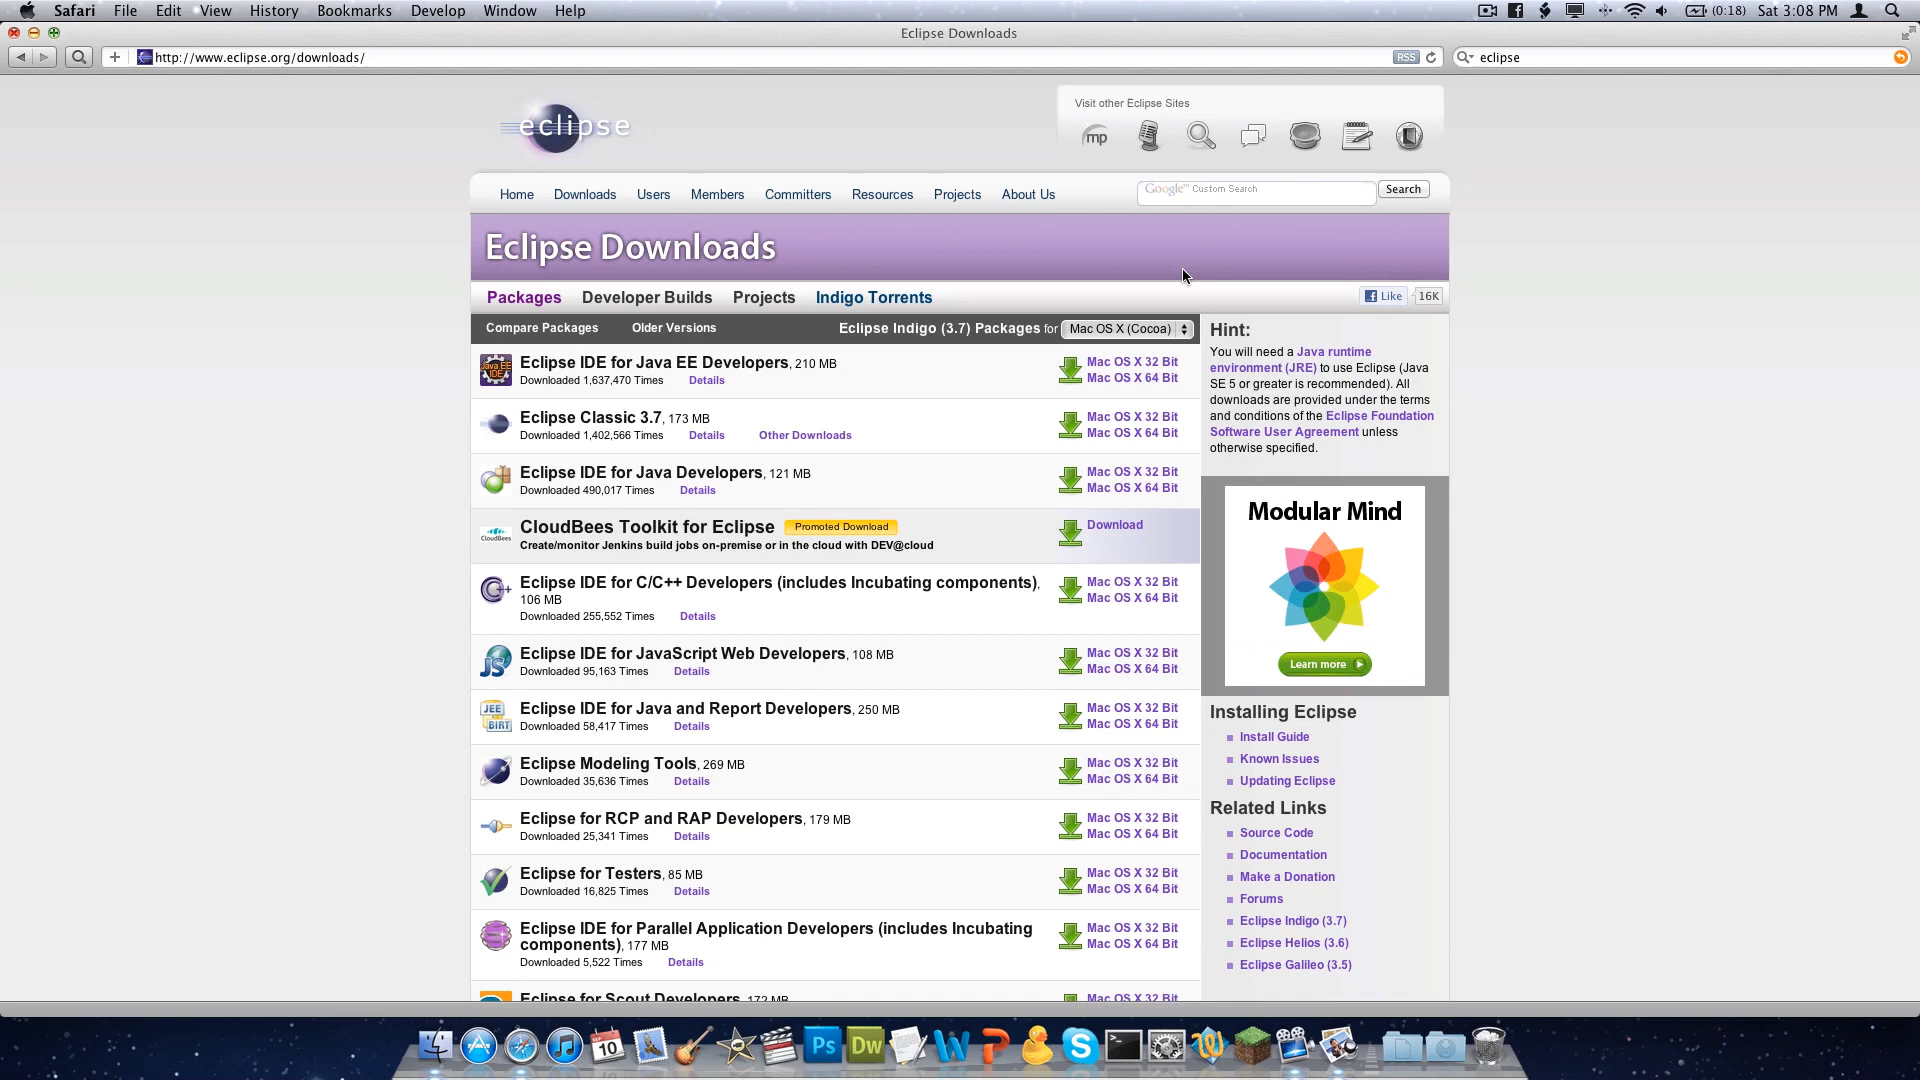 Safari File Edit View History Bookmarks Develop Window Help (0:18) Sat 3:08 PM
Eclipse Downloads
http://www.eclipse.org/downloads/ RSS eclipse
eclipse
Visit other Eclipse Sites
mp
Home Downloads Users Members Committers Resources Projects About Us Google™ Custom Search Search
Eclipse Downloads
Packages Developer Builds Projects Indigo Torrents Like 16K
Compare Packages Older Versions Eclipse Indigo (3.7) Packages for Mac OS X (Cocoa)
Eclipse IDE for Java EE Developers, 210 MB
Downloaded 1,637,470 Times Details
Mac OS X 32 Bit
Mac OS X 64 Bit
Eclipse Classic 3.7, 173 MB
Downloaded 1,402,566 Times Details Other Downloads
Mac OS X 32 Bit
Mac OS X 64 Bit
Eclipse IDE for Java Developers, 121 MB
Downloaded 490,017 Times Details
Mac OS X 32 Bit
Mac OS X 64 Bit
CloudBees
CloudBees Toolkit for Eclipse Promoted Download
Create/monitor Jenkins build jobs on-premise or in the cloud with DEV@cloud
Download
Eclipse IDE for C/C++ Developers (includes Incubating components),
106 MB
Downloaded 255,552 Times Details
Mac OS X 32 Bit
Mac OS X 64 Bit
JS
Eclipse IDE for JavaScript Web Developers, 108 MB
Downloaded 95,163 Times Details
Mac OS X 32 Bit
Mac OS X 64 Bit
JEE
BIRT
Eclipse IDE for Java and Report Developers, 250 MB
Downloaded 58,417 Times Details
Mac OS X 32 Bit
Mac OS X 64 Bit
Eclipse Modeling Tools, 269 MB
Downloaded 35,636 Times Details
Mac OS X 32 Bit
Mac OS X 64 Bit
Eclipse for RCP and RAP Developers, 179 MB
Downloaded 25,341 Times Details
Mac OS X 32 Bit
Mac OS X 64 Bit
Eclipse for Testers, 85 MB
Downloaded 16,825 Times Details
Mac OS X 32 Bit
Mac OS X 64 Bit
Eclipse IDE for Parallel Application Developers (includes Incubating
components), 177 MB
Downloaded 5,522 Times Details
Mac OS X 32 Bit
Mac OS X 64 Bit
Eclipse for Scout Developers, 172 MB
Mac OS X 32 Bit
Hint:
You will need a Java runtime
environment (JRE) to use Eclipse (Java
SE 5 or greater is recommended). All
downloads are provided under the terms
and conditions of the Eclipse Foundation
Software User Agreement unless
otherwise specified.
Modular Mind
Learn more
Installing Eclipse
Install Guide
Known Issues
Updating Eclipse
Related Links
Source Code
Documentation
Make a Donation
Forums
Eclipse Indigo (3.7)
Eclipse Helios (3.6)
Eclipse Galileo (3.5)
10 Ps Dw